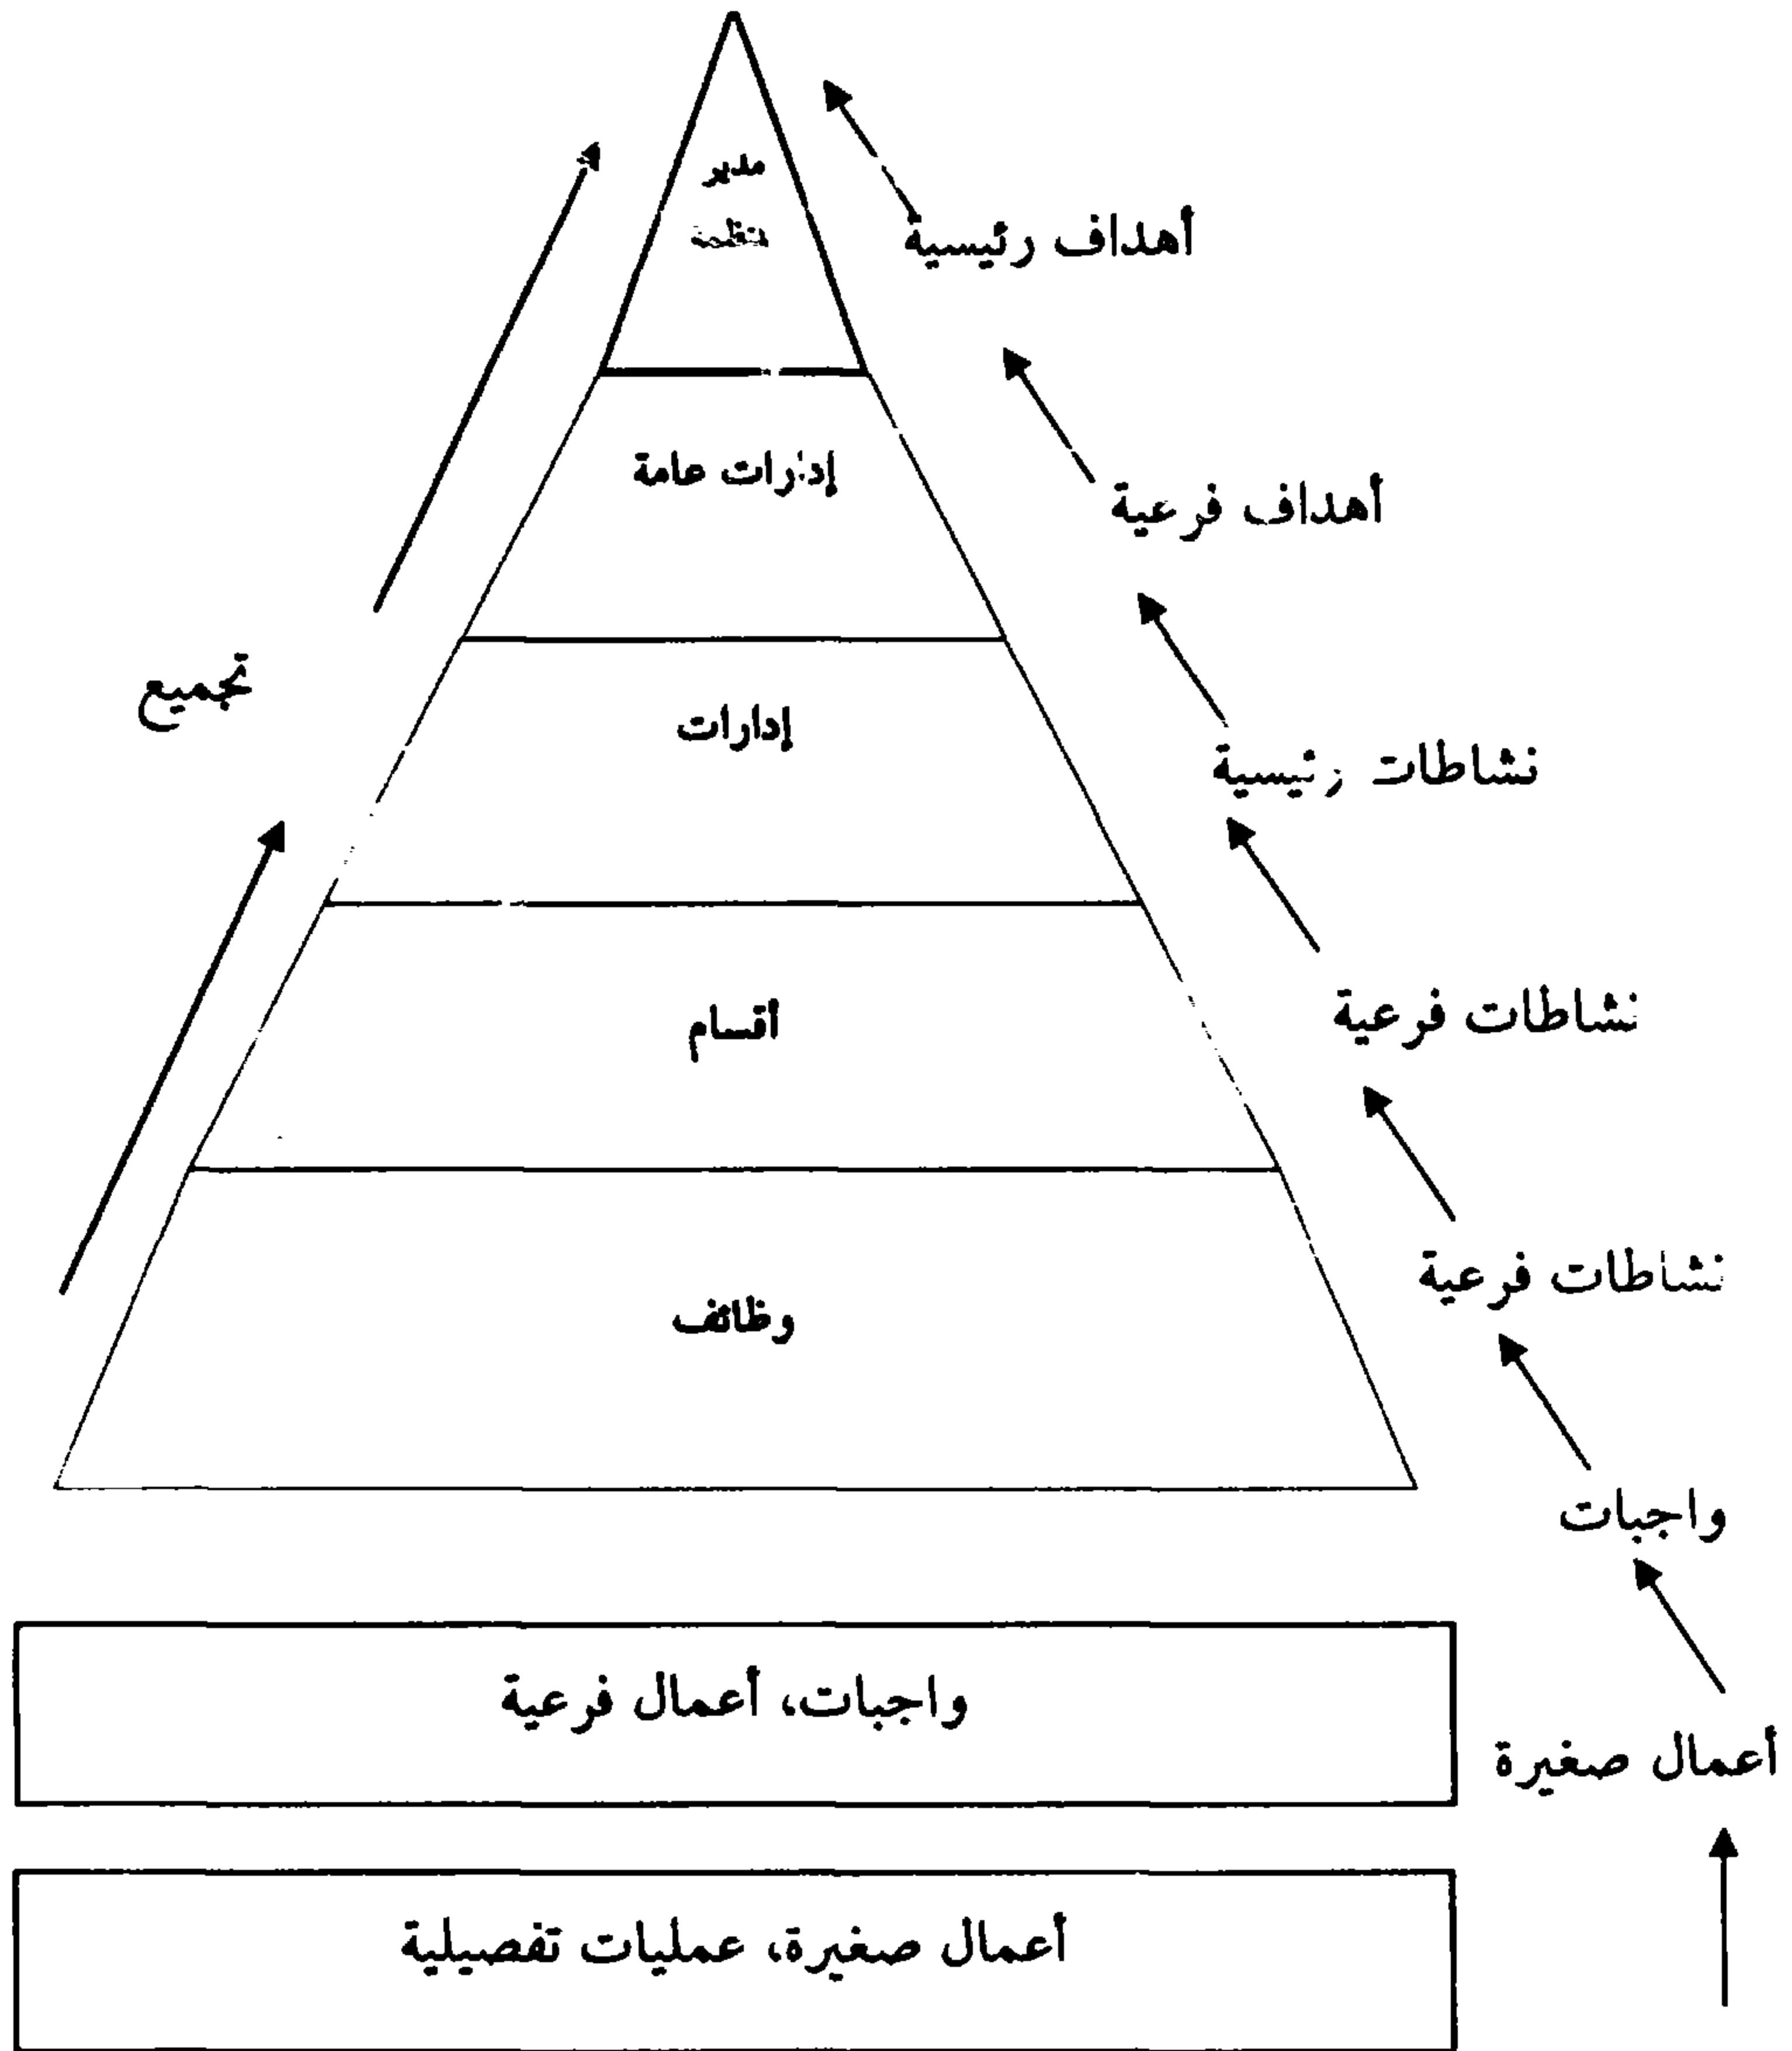 مدير
منظمة
أهداف رئيسية
إدارات عامة
أهداف فرعية
تجميع
إدارات
نشاطات رئيسية
أقسام
نشاطات فرعية
وظائف
نشاطات فرعية
واجبات
واجبات، أعمال فرعية
أعمال صغيرة
أعمال صغيرة، عمليات تفصيلية